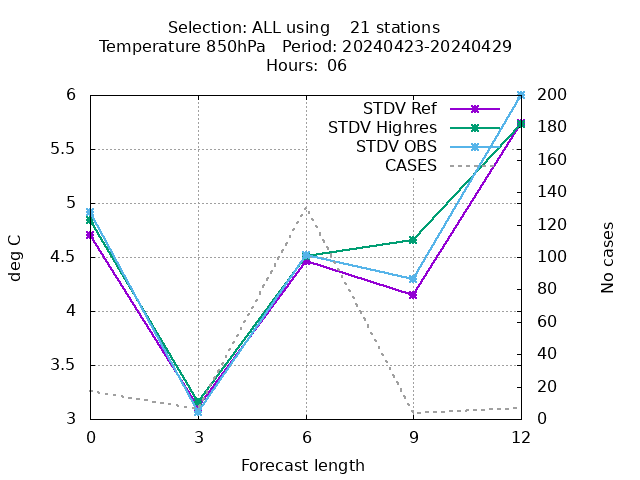 Selection: ALL using    21 stations
Temperature 850hPa   Period: 20240423-20240429
Hours: 06
STDV Ref
STDV Highres
STDV OBS
CASES
6
5.5
5
4.5
4
3.5
3
200
180
160
140
120
100
80
60
40
20
0
deg C
No cases
0 3 6 9 12
Forecast length